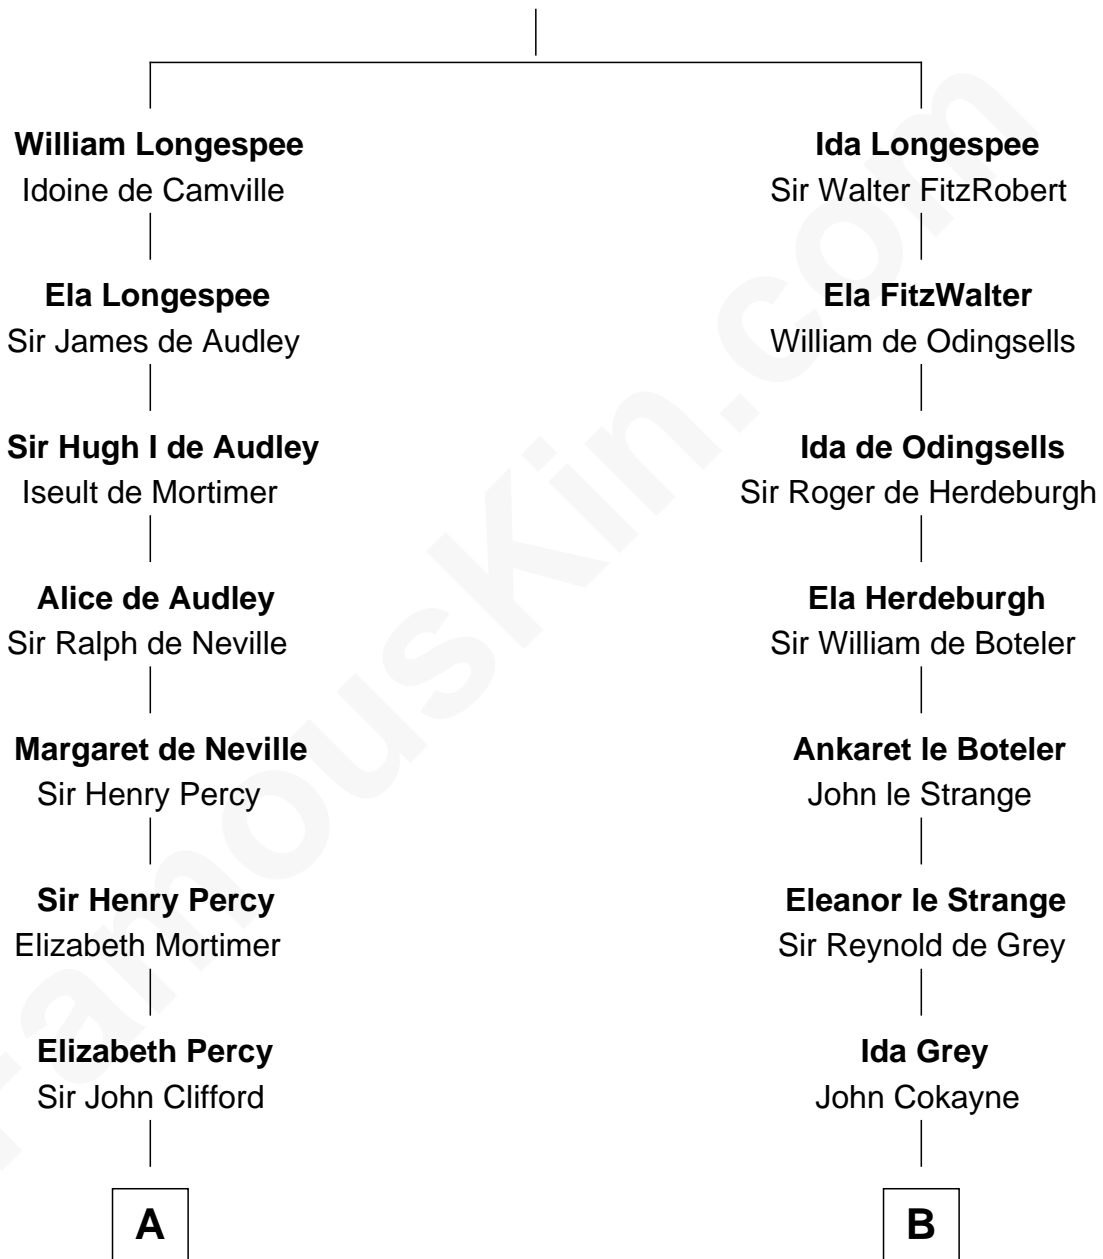 William Longespee
Idoine de Camville
Ela Longespee
Sir James de Audley
Sir Hugh I de Audley
Iseult de Mortimer
Alice de Audley
Sir Ralph de Neville
Margaret de Neville
Sir Henry Percy
Sir Henry Percy
Elizabeth Mortimer
Elizabeth Percy
Sir John Clifford
A
Ida Longespee
Sir Walter FitzRobert
Ela FitzWalter
William de Odingsells
Ida de Odingsells
Sir Roger de Herdeburgh
Ela Herdeburgh
Sir William de Boteler
Ankaret le Boteler
John le Strange
Eleanor le Strange
Sir Reynold de Grey
Ida Grey
John Cokayne
B
FamousKin.com